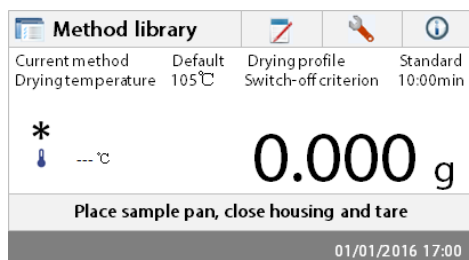 Method library
Current method Default Drying profile Standard
Drying temperature 105℃ Switch-off criterion 10:00min
*
--- ℃
0.000 g
Place sample pan, close housing and tare
01/01/2016 17:00